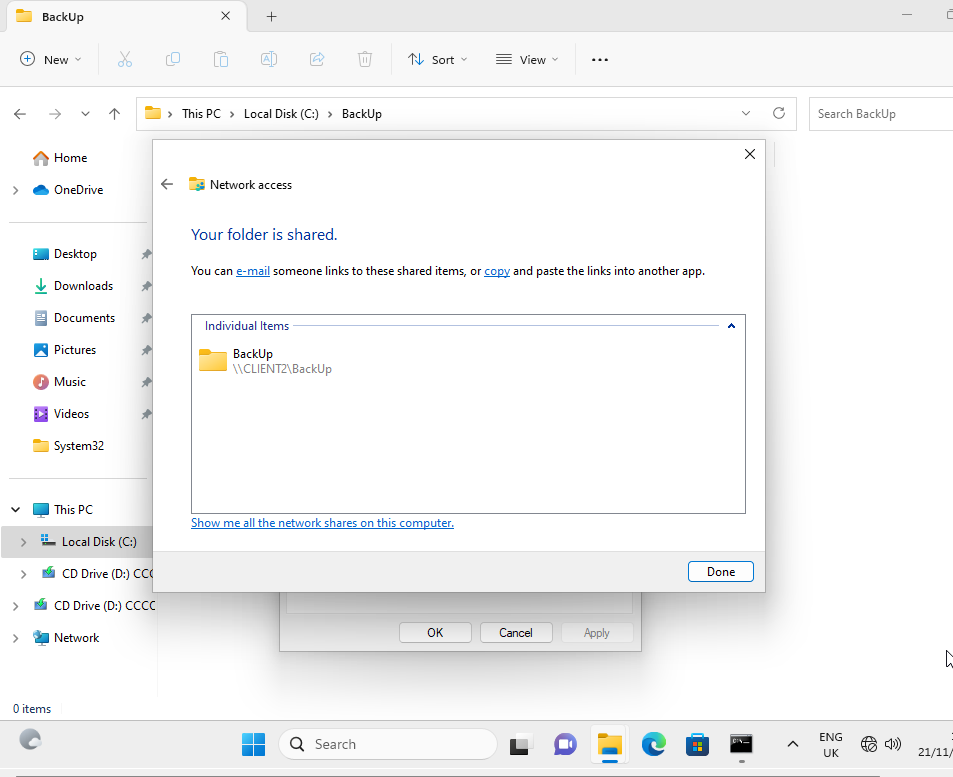 BackUp
New
Sort
View
This PC
Local Disk (C:)
BackUp
Search BackUp
Home
OneDrive
Desktop
Downloads
Documents
Pictures
Music
Videos
System32
This PC
Local Disk (C:)
CD Drive (D:) CCC
CD Drive (D:) CCCC
Network
0 items
Network access
Your folder is shared.
You can e-mail someone links to these shared items, or copy and paste the links into another app.
Individual Items
BackUp
\\CLIENT2\BackUp
Show me all the network shares on this computer.
Done
OK
Cancel
Apply
Search
ENG
UK
21/11/